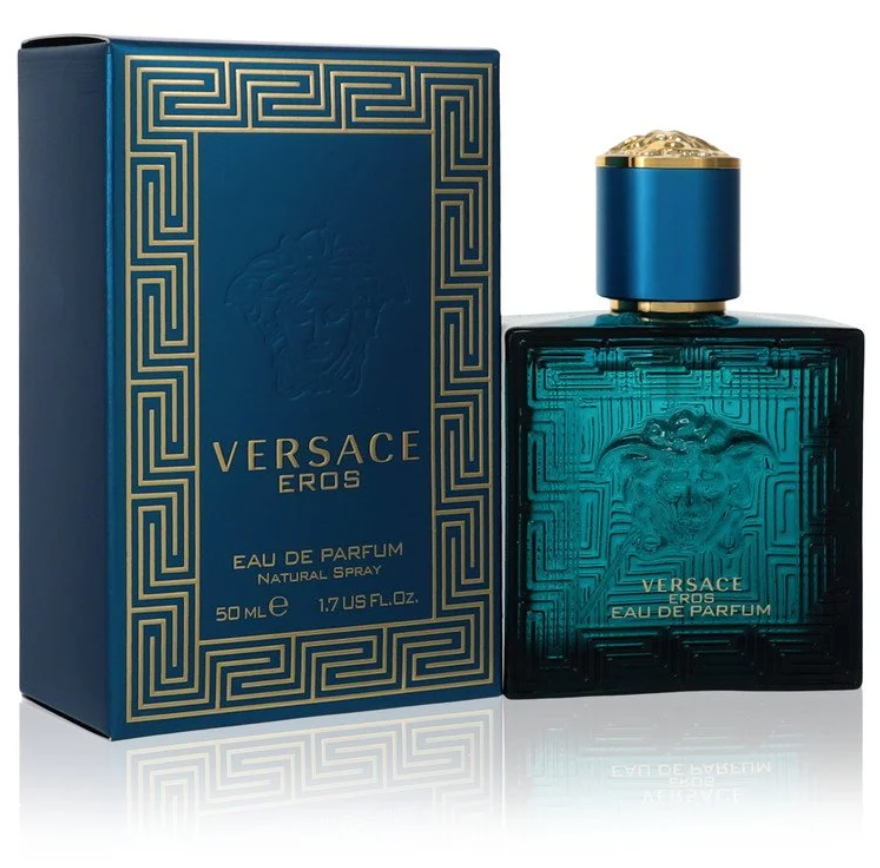 VERSACE
EROS
EAU DE PARFUM
NATURAL SPRAY
50 ML℮ 1.7 US FL.OZ.
VERSACE
EROS
EAU DE PARFUM